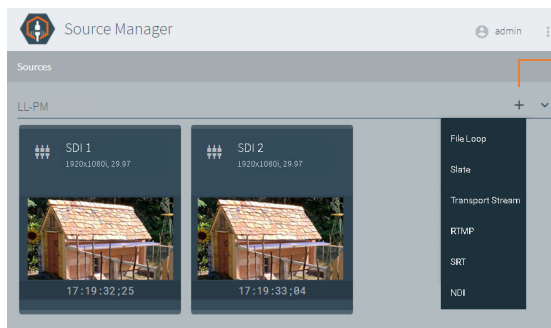 Source Manager
admin
Sources
LL-PM
SDI 1
1920x1080i, 29.97
17:19:32;25
SDI 2
1920x1080i, 29.97
17:19:33;04
File Loop
Slate
Transport Stream
RTMP
SRT
NDI